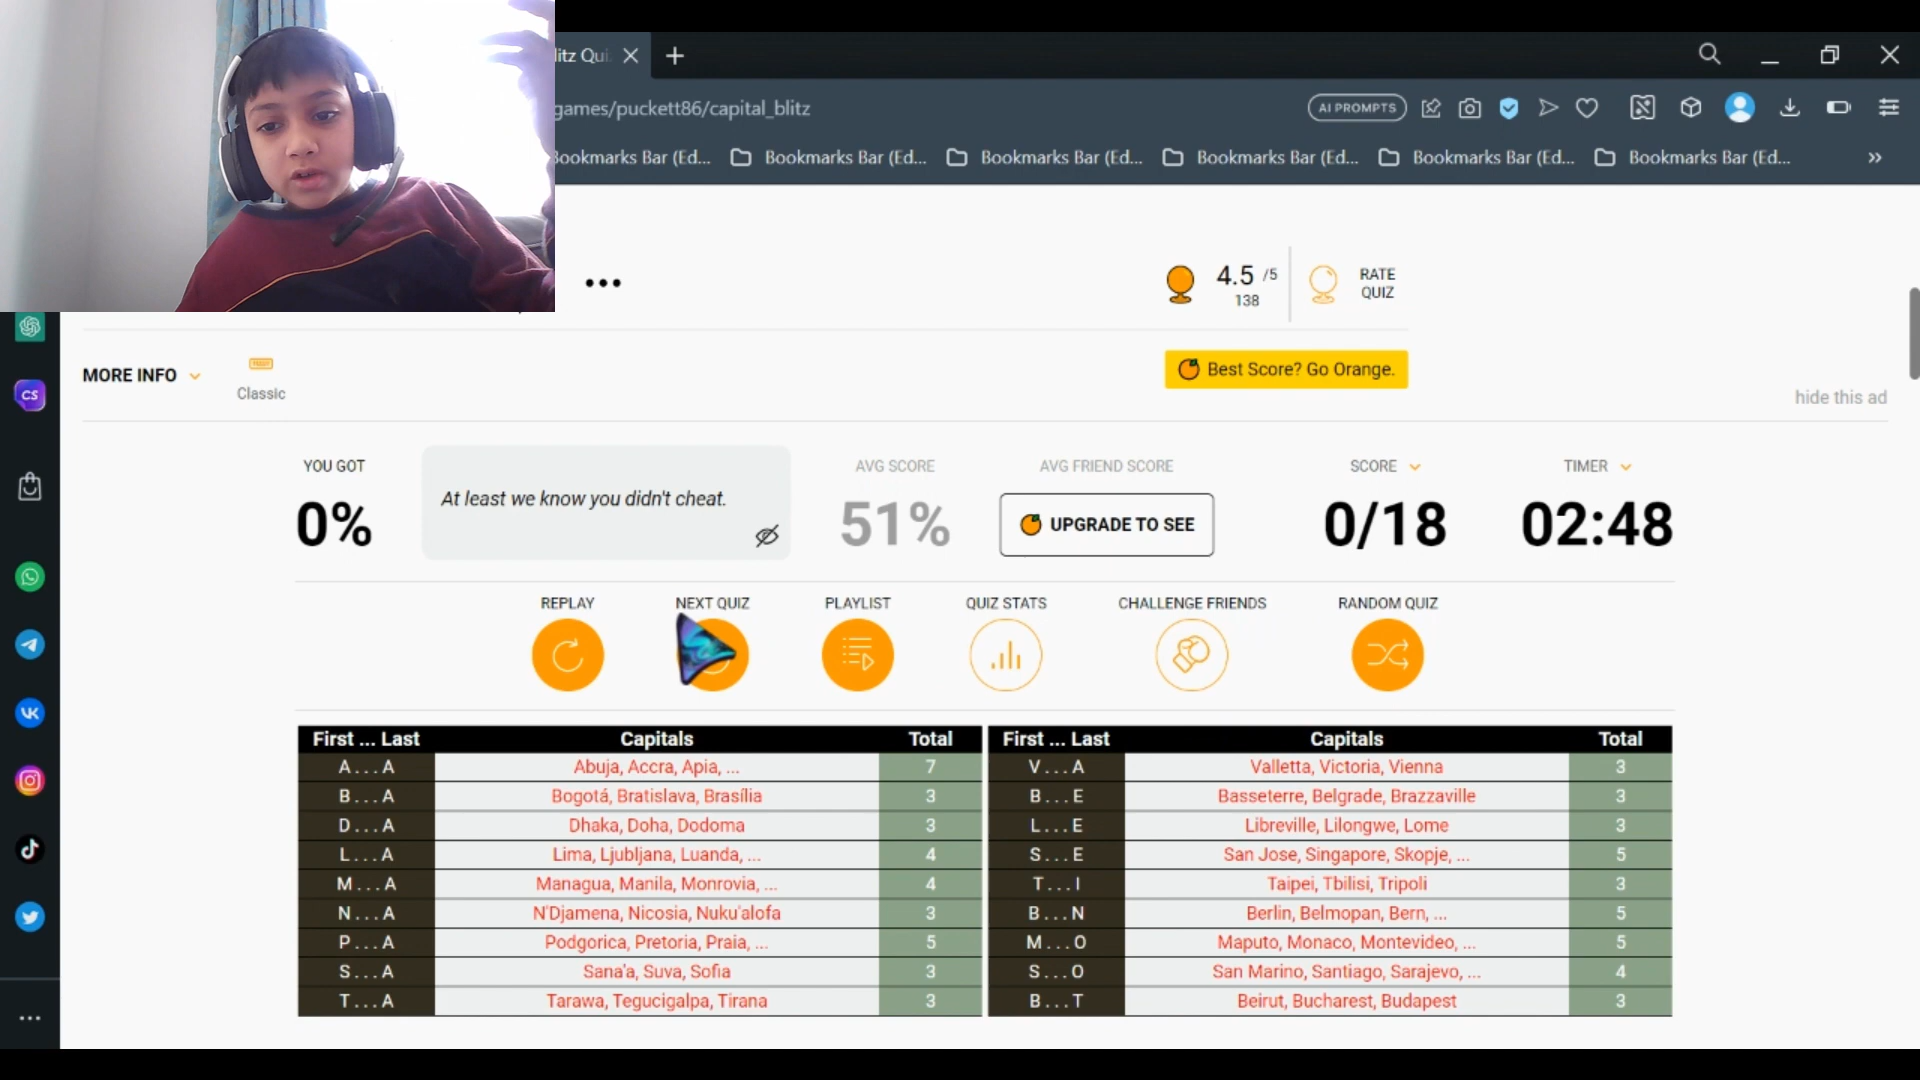 litz Qui
games/puckett86/capital_blitz
AI PROMPTS
Bookmarks Bar (Ed... Bookmarks Bar (Ed... Bookmarks Bar (Ed... Bookmarks Bar (Ed... Bookmarks Bar (Ed... Bookmarks Bar (Ed... »
4.5 /5
138
RATE
QUIZ
MORE INFO
Classic
Best Score? Go Orange.
hide this ad
CS
YOU GOT
0%
At least we know you didn't cheat.
AVG SCORE
51%
AVG FRIEND SCORE
UPGRADE TO SEE
SCORE
0/18
TIMER
02:48
REPLAY NEXT QUIZ PLAYLIST QUIZ STATS CHALLENGE FRIENDS RANDOM QUIZ
First ... Last Capitals Total
A . . . A Abuja, Accra, Apia, ... 7
B . . . A Bogotá, Bratislava, Brasília 3
D . . . A Dhaka, Doha, Dodoma 3
L . . . A Lima, Ljubljana, Luanda, ... 4
M . . . A Managua, Manila, Monrovia, ... 4
N . . . A N'Djamena, Nicosia, Nuku'alofa 3
P . . . A Podgorica, Pretoria, Praia, ... 5
S . . . A Sana'a, Suva, Sofia 3
T . . . A Tarawa, Tegucigalpa, Tirana 3
First ... Last Capitals Total
V . . . A Valletta, Victoria, Vienna 3
B . . . E Basseterre, Belgrade, Brazzaville 3
L . . . E Libreville, Lilongwe, Lome 3
S . . . E San Jose, Singapore, Skopje, ... 5
T . . . I Taipei, Tbilisi, Tripoli 3
B . . . N Berlin, Belmopan, Bern, ... 5
M . . . O Maputo, Monaco, Montevideo, ... 5
S . . . O San Marino, Santiago, Sarajevo, ... 4
B . . . T Beirut, Bucharest, Budapest 3